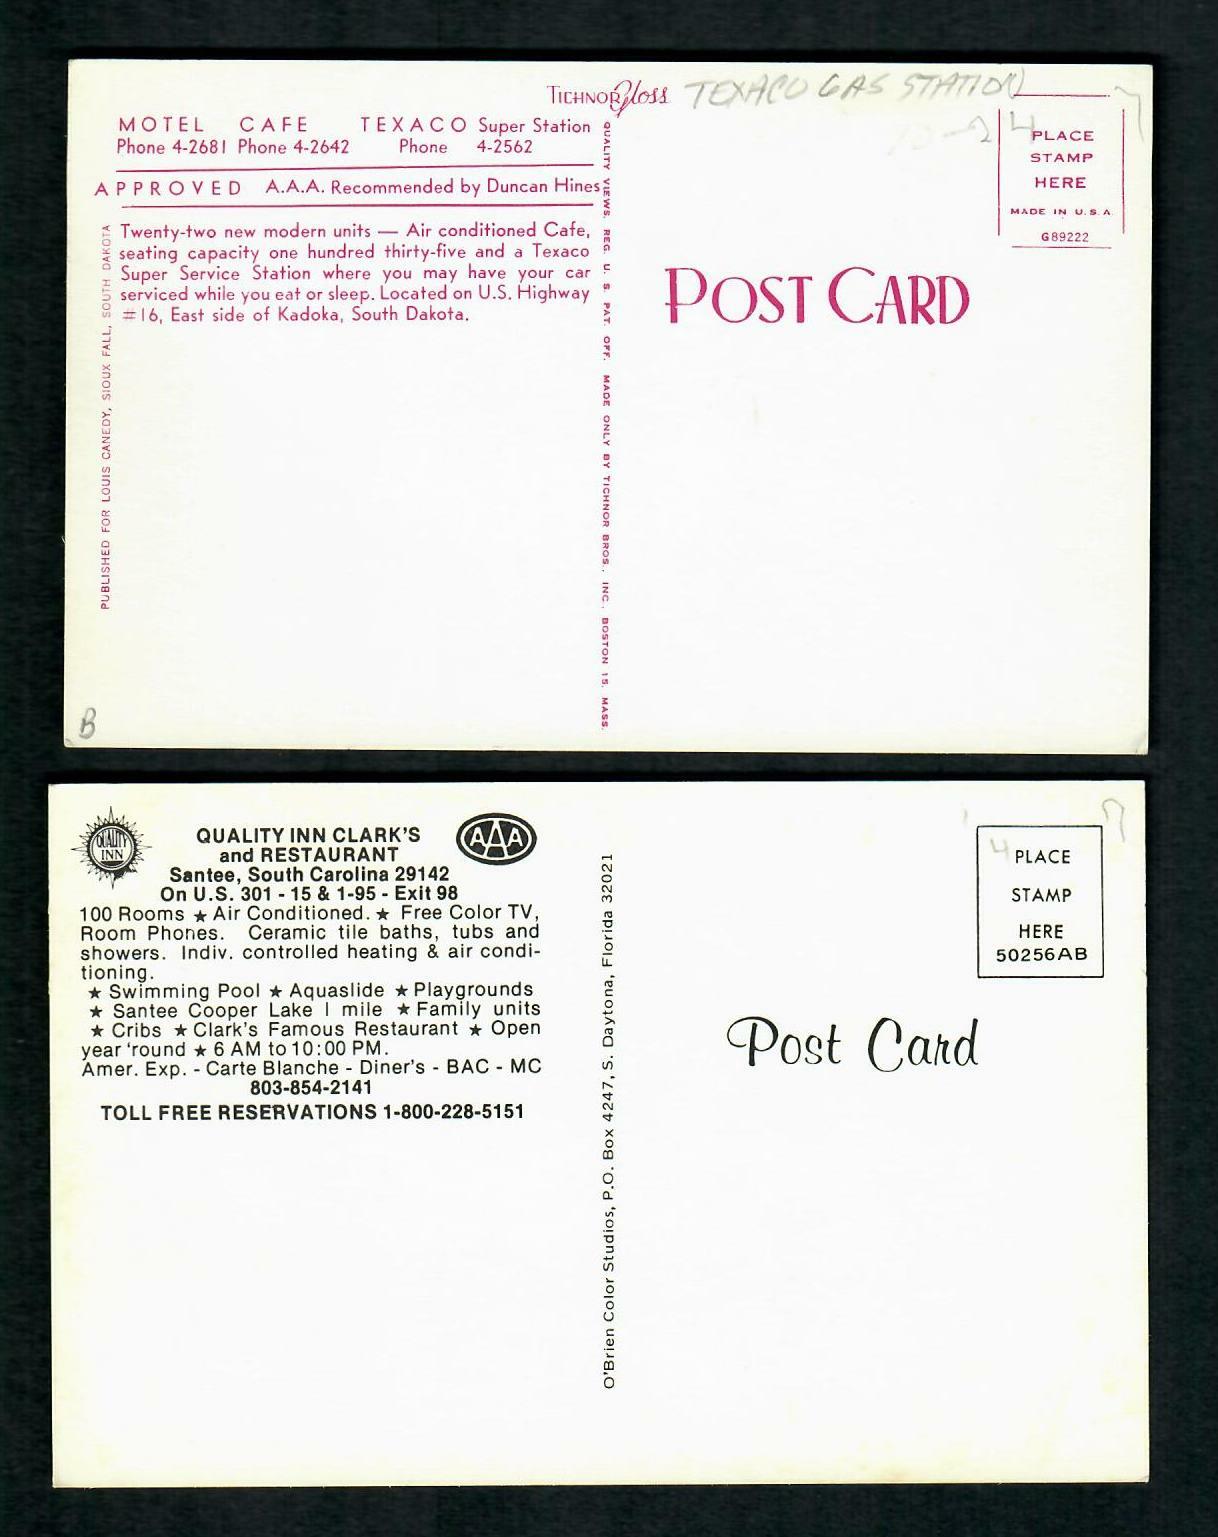 TICHNOR Gloss
TEXACO GAS STATION
MOTEL CAFE TEXACO Super Station
Phone 4-2681 Phone 4-2642 Phone 4-2562
APPROVED A.A.A. Recommended by Duncan Hines
Twenty-two new modern units — Air conditioned Cafe,
seating capacity one hundred thirty-five and a Texaco
Super Service Station where you may have your car
serviced while you eat or sleep. Located on U.S. Highway
#16, East side of Kadoka, South Dakota.
PUBLISHED FOR LOUIS CANEDY, SIOUX FALL, SOUTH DAKOTA
B
QUALITY VIEWS. REG. U. S. PAT. OFF. MADE ONLY BY TICHNOR BROS., INC., BOSTON 15, MASS.
PLACE
STAMP
HERE
MADE IN U.S.A.
G89222
POST CARD
QUALITY
INN
QUALITY INN CLARK'S
and RESTAURANT
AAA
Santee, South Carolina 29142
On U.S. 301 - 15 & 1-95 - Exit 98
100 Rooms ★ Air Conditioned. ★ Free Color TV,
Room Phones. Ceramic tile baths, tubs and
showers. Indiv. controlled heating & air condi-
tioning.
★ Swimming Pool ★ Aquaslide ★ Playgrounds
★ Santee Cooper Lake 1 mile ★ Family units
★ Cribs ★ Clark's Famous Restaurant ★ Open
year 'round ★ 6 AM to 10:00 PM.
Amer. Exp. - Carte Blanche - Diner's - BAC - MC
803-854-2141
TOLL FREE RESERVATIONS 1-800-228-5151
O'Brien Color Studios, P.O. Box 4247, S. Daytona, Florida 32021
4
PLACE
STAMP
HERE
50256AB
Post Card